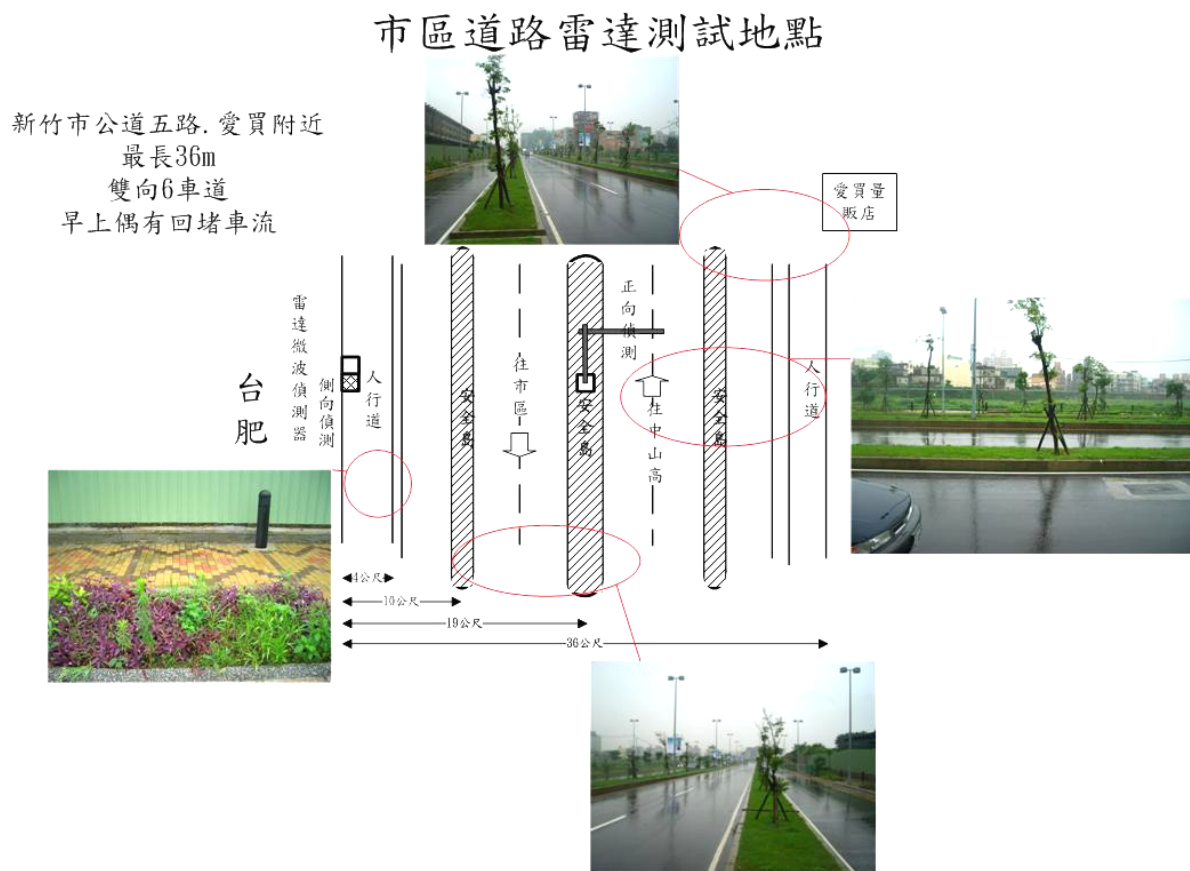 市區道路雷達測試地點
新竹市公道五路.愛買附近
最長36m
雙向6車道
早上偶有回堵車流
愛買量
販店
台肥
雷達微波偵測器
側向偵測
人行道
安全島
往市區
安全島
正向偵測
往中山高
安全島
人行道
4公尺
10公尺
19公尺
36公尺